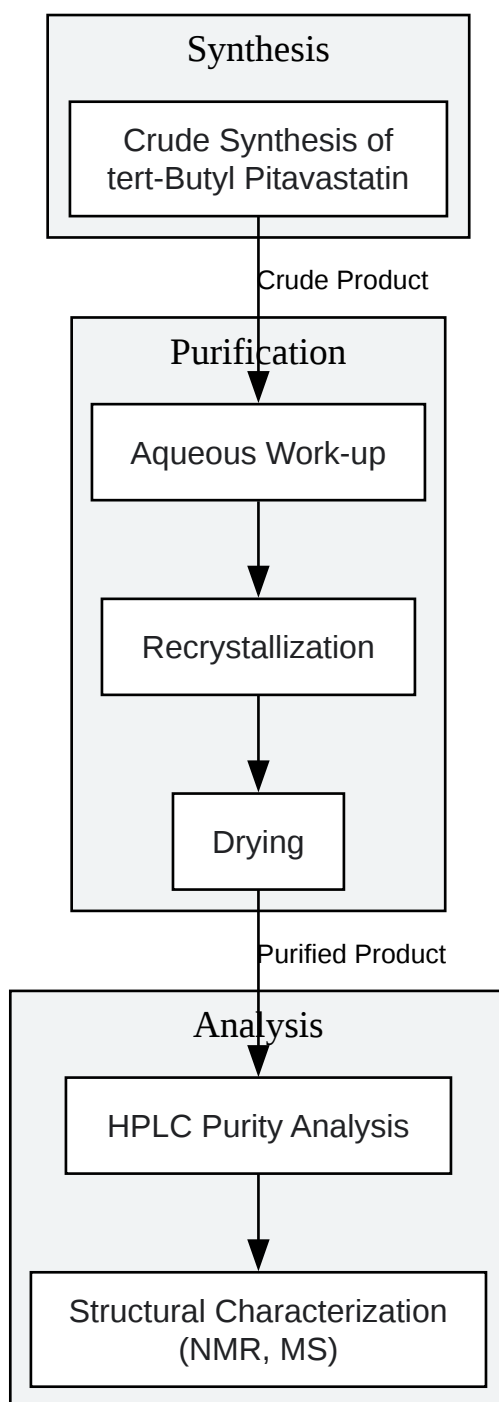 Synthesis
Crude Synthesis of
tert-Butyl Pitavastatin
Crude Product
Purification
Aqueous Work-up
Recrystallization
Drying
Purified Product
Analysis
HPLC Purity Analysis
Structural Characterization
(NMR, MS)